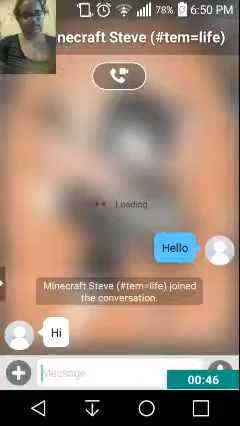 78% 6:50 PM
necraft Steve (#tem=life)
Loading..
Hello
Minecraft Steve (#tem=life) joined
the conversation.
Hi
Message
00:46